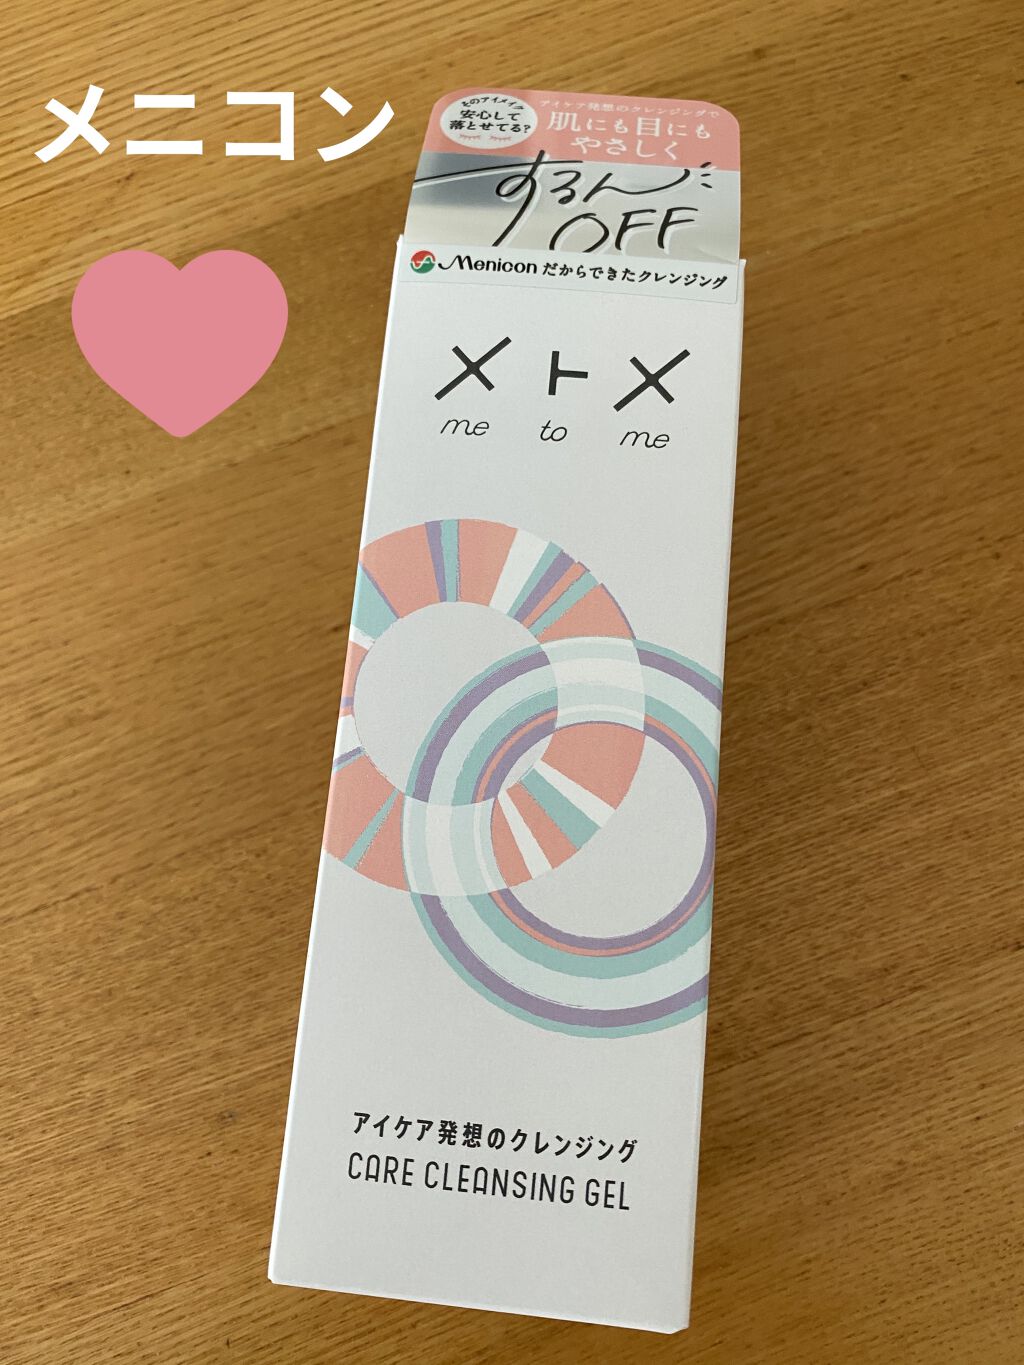 メニコン
そのアイメイク
安心して
落とせてる?
アイケア発想のクレンジングで
肌にも目にも
やさしく
するん
OFF
Menicon だからできたクレンジング
メトメ
me to me
アイケア発想のクレンジング
CARE CLEANSING GEL